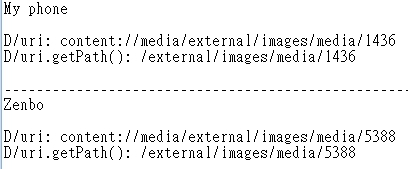 My phone
D/uri: content://media/external/images/media/1436
D/uri.getPath(): /external/images/media/1436
--------------------------------------------------
Zenbo
D/uri: content://media/external/images/media/5388
D/uri.getPath(): /external/images/media/5388